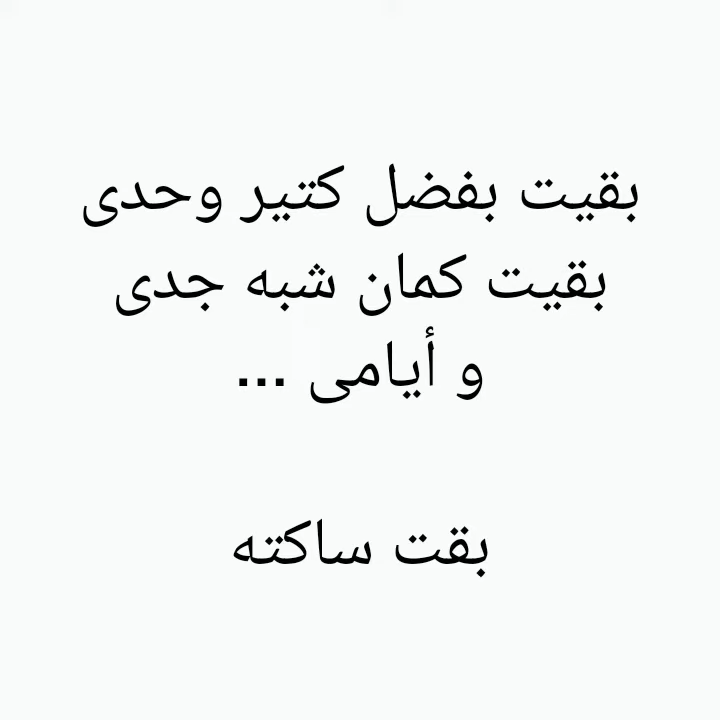 بقيت بفضل كتير وحدى
بقيت كمان شبه جدى
و أيامى ...
بقت ساكته